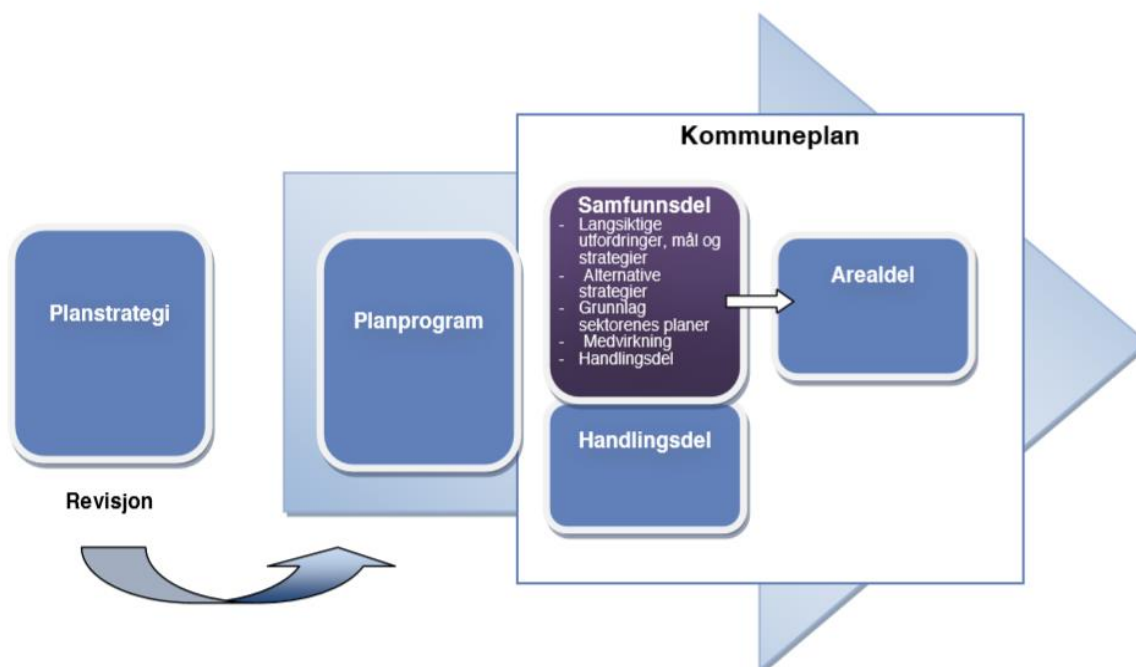 Kommuneplan
Samfunnsdel
- Langsiktige
utfordringer, mål og
strategier
- Alternative
strategier
- Grunnlag
sektorenes planer
- Medvirkning
- Handlingsdel
Arealdel
Planstrategi
Planprogram
Handlingsdel
Revisjon